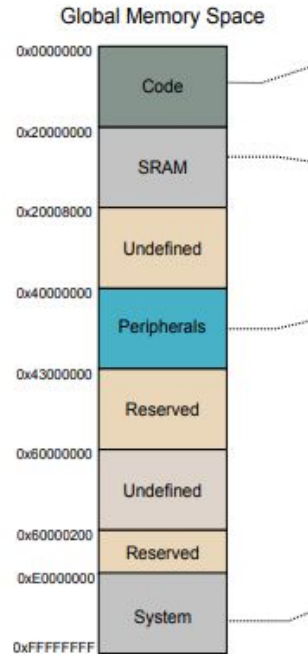 Global Memory Space
0x00000000
Code
0x20000000
SRAM
0x20008000
Undefined
0x40000000
Peripherals
0x43000000
Reserved
0x60000000
Undefined
0x60000200
Reserved
0xE0000000
System
0xFFFFFFFF